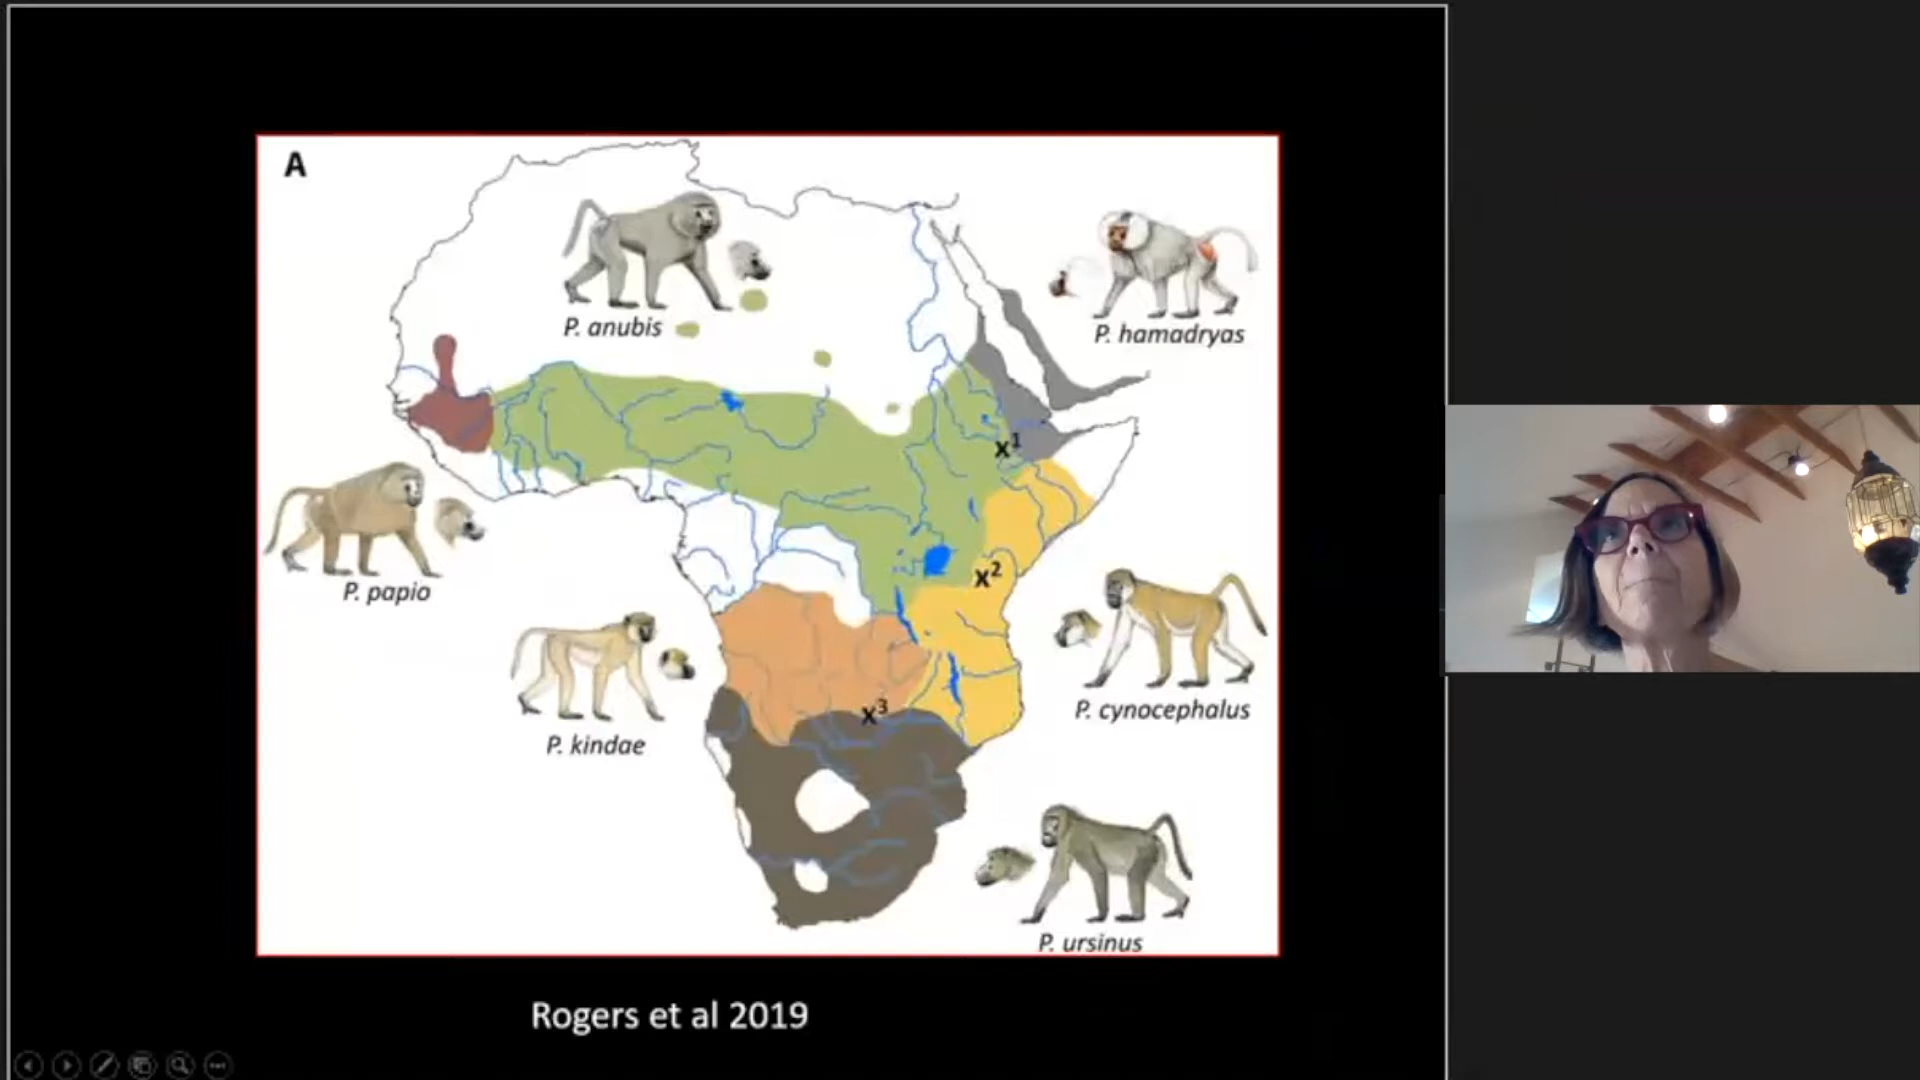 A
P. anubis
P. hamadryas
x1
P. papio
x2
P. kindae
x3
P. cynocephalus
P. ursinus
Rogers et al 2019